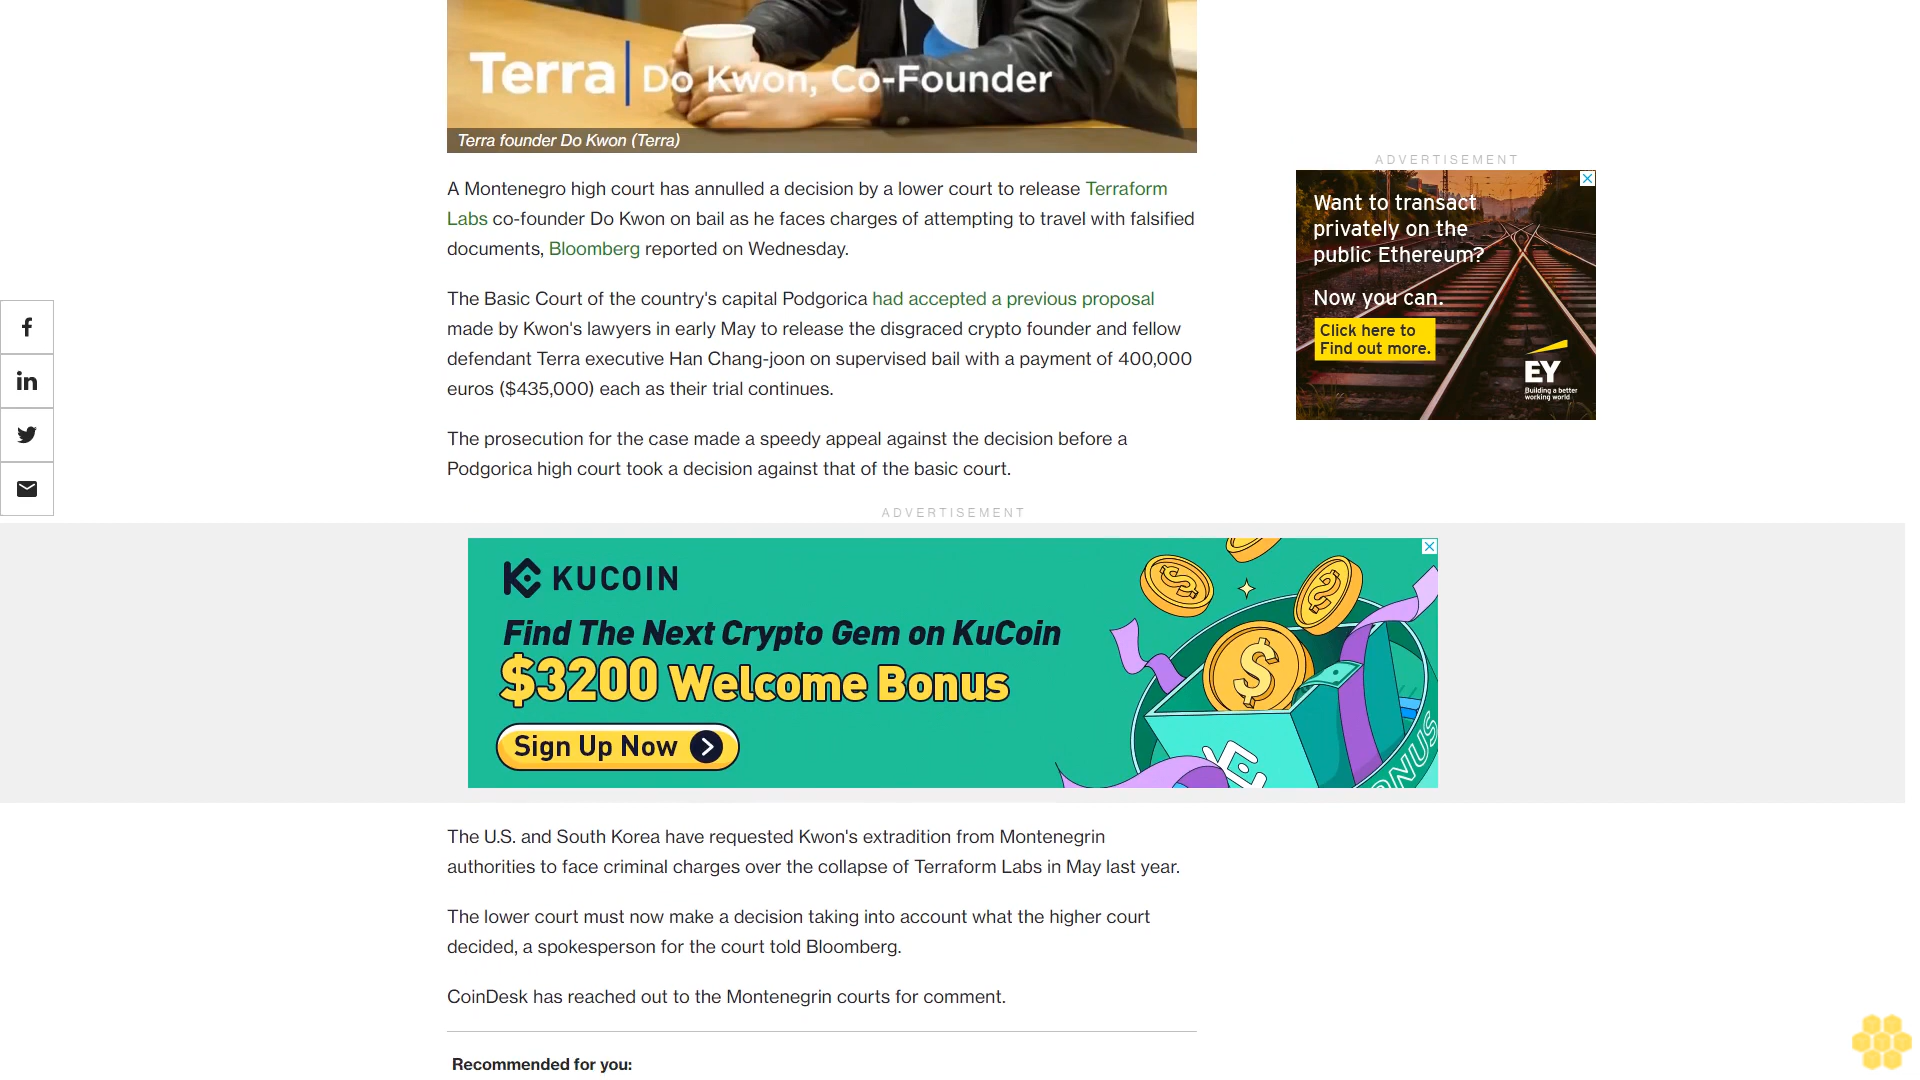 Terra | Do Kwon, Co-Founder
Terra founder Do Kwon (Terra)
A Montenegro high court has annulled a decision by a lower court to release Terraform
Labs co-founder Do Kwon on bail as he faces charges of attempting to travel with falsified
documents, Bloomberg reported on Wednesday.
The Basic Court of the country's capital Podgorica had accepted a previous proposal
made by Kwon's lawyers in early May to release the disgraced crypto founder and fellow
defendant Terra executive Han Chang-joon on supervised bail with a payment of 400,000
euros ($435,000) each as their trial continues.
The prosecution for the case made a speedy appeal against the decision before a
Podgorica high court took a decision against that of the basic court.
ADVERTISEMENT
Want to transact
privately on the
public Ethereum?
Now you can.
Click here to
Find out more.
EY
Building a better
working world
ADVERTISEMENT
KUCOIN
Find The Next Crypto Gem on KuCoin
$3200 Welcome Bonus
Sign Up Now
BONUS
The U.S. and South Korea have requested Kwon's extradition from Montenegrin
authorities to face criminal charges over the collapse of Terraform Labs in May last year.
The lower court must now make a decision taking into account what the higher court
decided, a spokesperson for the court told Bloomberg.
CoinDesk has reached out to the Montenegrin courts for comment.
Recommended for you: